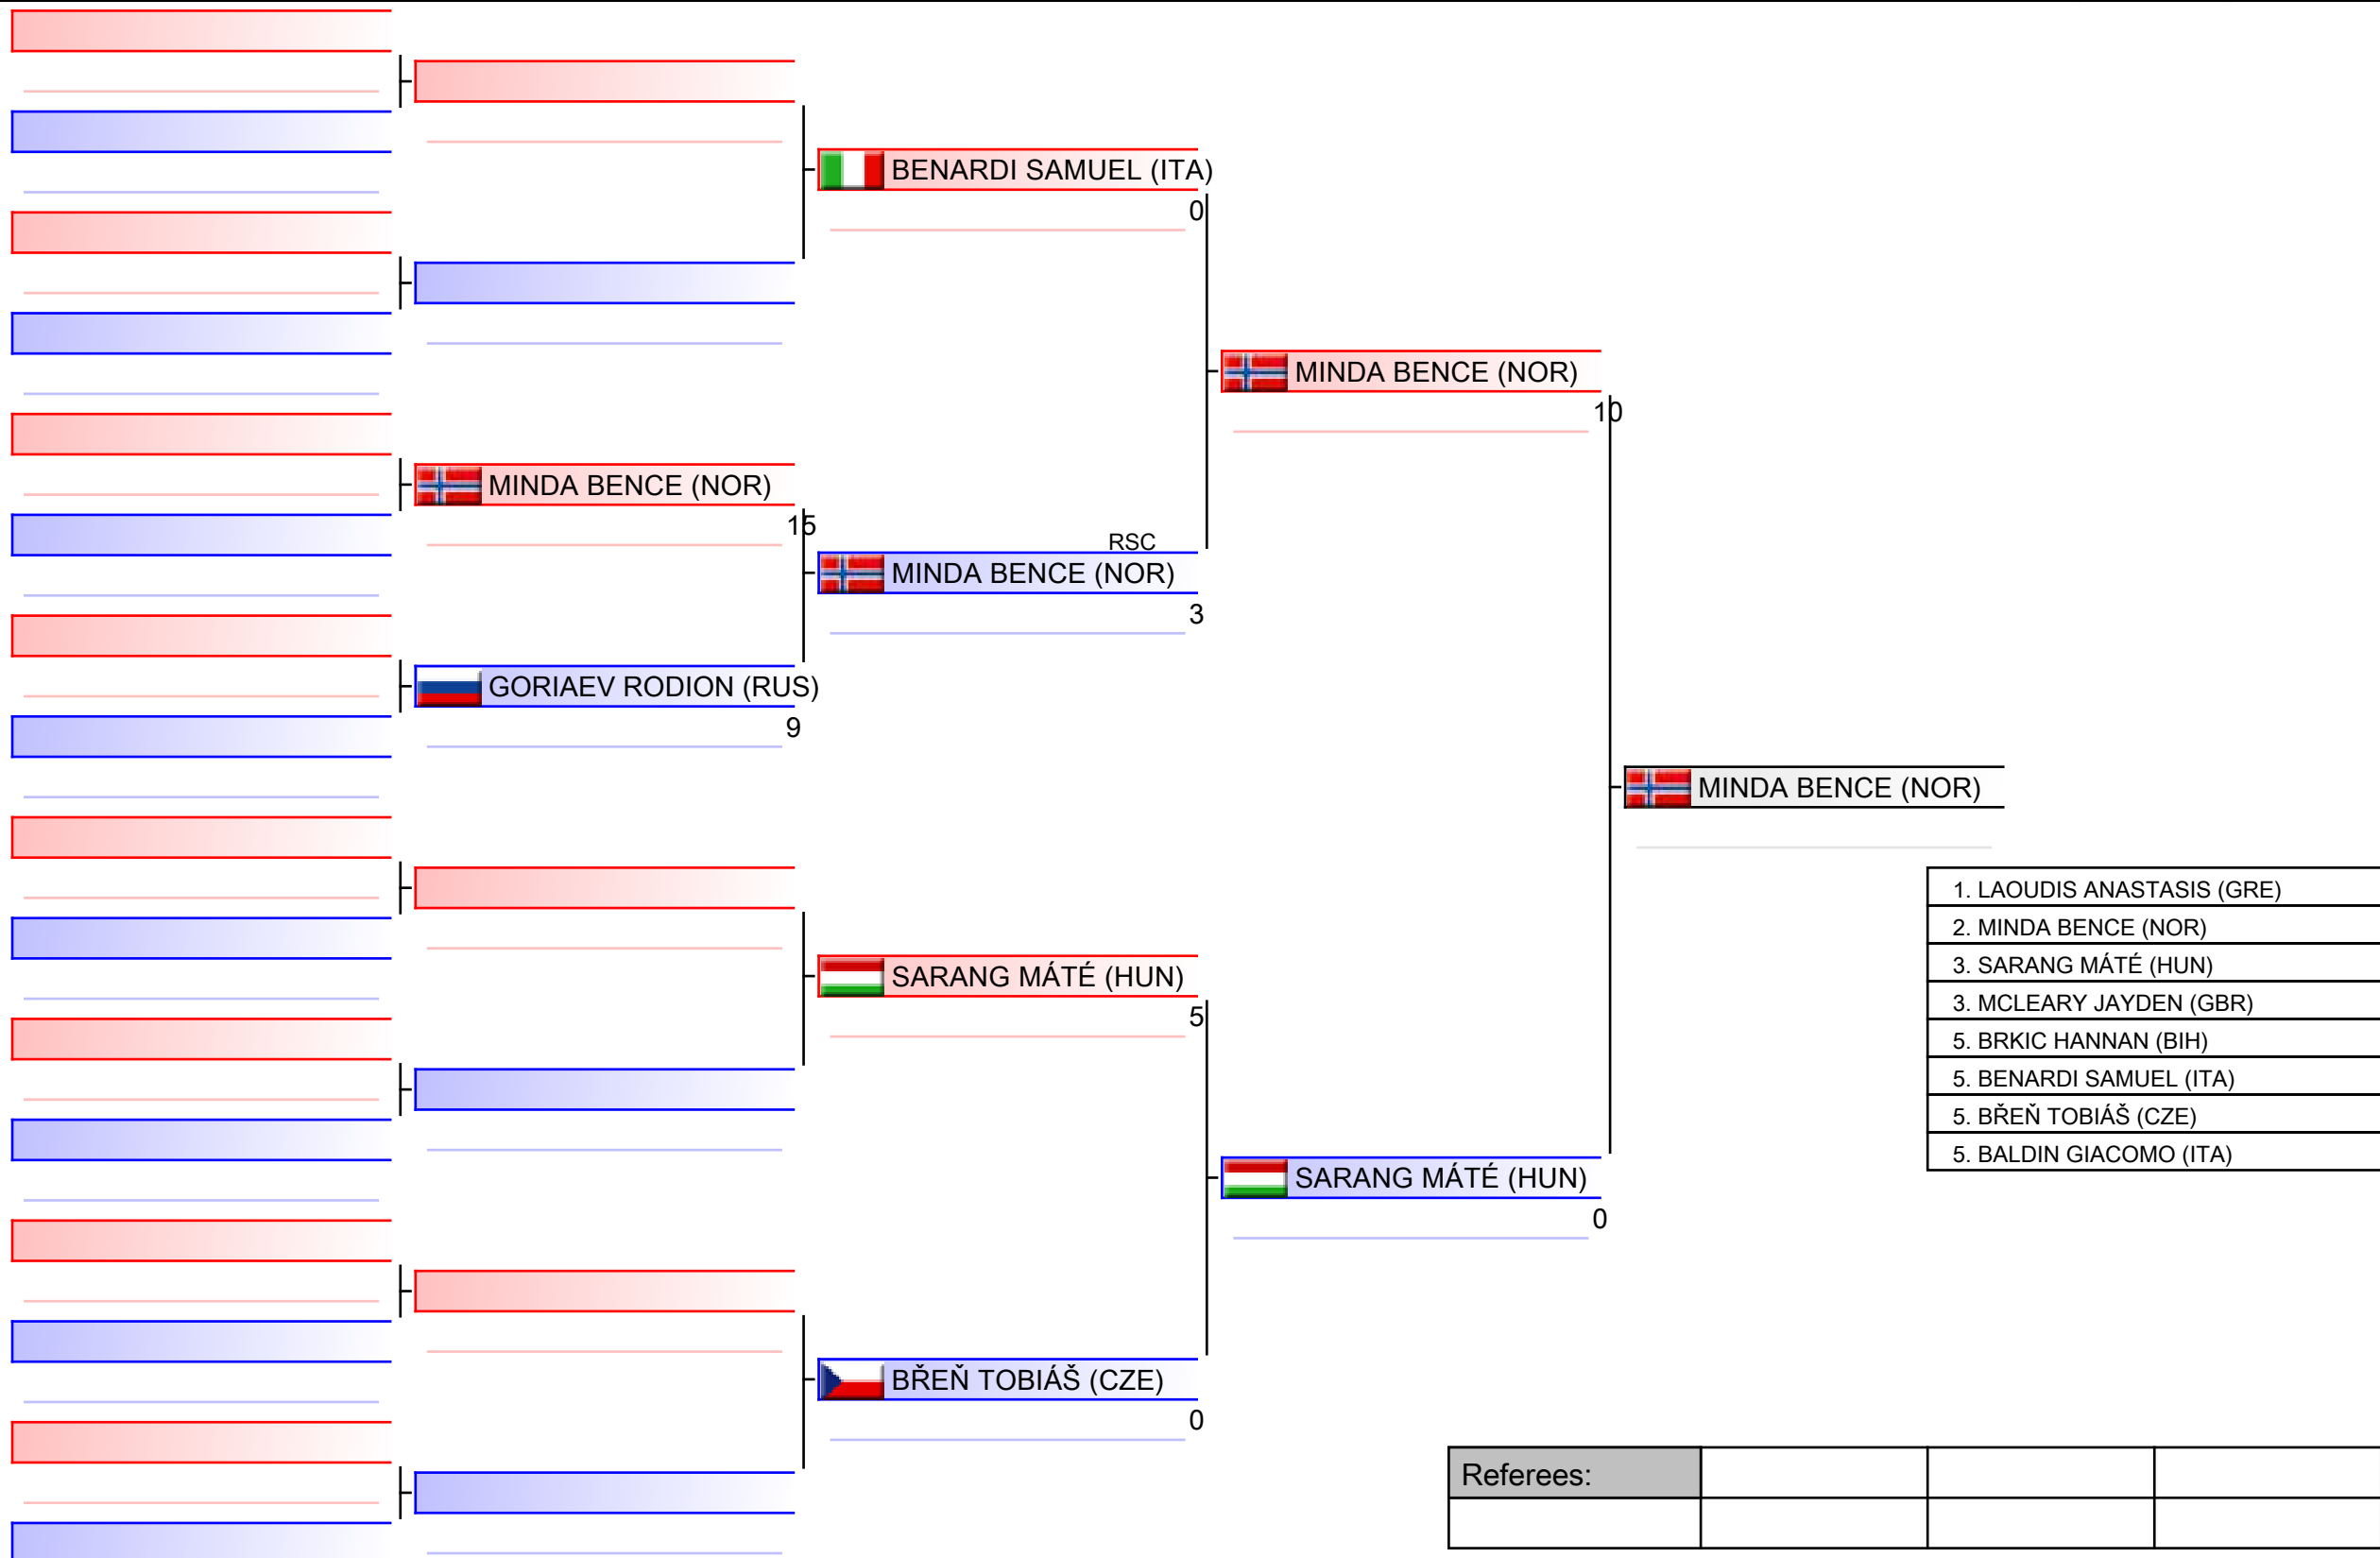 BENARDI SAMUEL (ITA)
0
MINDA BENCE (NOR)
10
MINDA BENCE (NOR)
15
RSC
MINDA BENCE (NOR)
3
GORIAEV RODION (RUS)
9
MINDA BENCE (NOR)
1. LAOUDIS ANASTASIS (GRE)
2. MINDA BENCE (NOR)
3. SARANG MÁTÉ (HUN)
3. MCLEARY JAYDEN (GBR)
5. BRKIC HANNAN (BIH)
5. BENARDI SAMUEL (ITA)
5. BŘEŇ TOBIÁŠ (CZE)
5. BALDIN GIACOMO (ITA)
SARANG MÁTÉ (HUN)
5
SARANG MÁTÉ (HUN)
0
BŘEŇ TOBIÁŠ (CZE)
0
Referees: